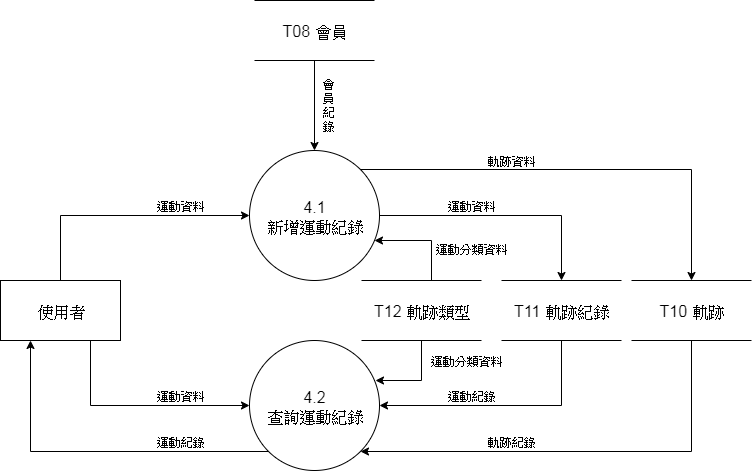 T08 會員
會員紀錄
軌跡資料
運動資料
4.1
新增運動紀錄
運動資料
運動分類資料
使用者
T12 軌跡類型
T11 軌跡紀錄
T10 軌跡
運動分類資料
運動資料
4.2
查詢運動紀錄
運動紀錄
運動紀錄
軌跡紀錄